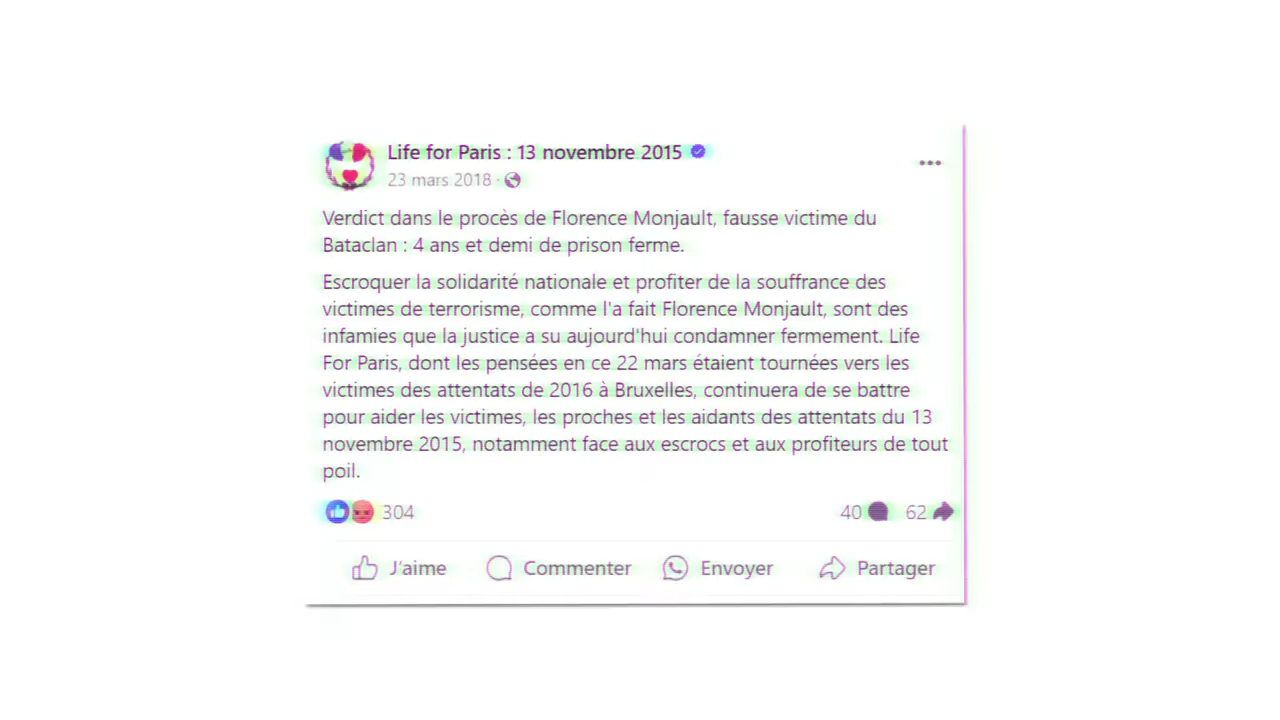 Life for Paris : 13 novembre 2015
23 mars 2018 ·
Verdict dans le procès de Florence Monjault, fausse victime du
Bataclan : 4 ans et demi de prison ferme.
Escroquer la solidarité nationale et profiter de la souffrance des
victimes de terrorisme, comme l'a fait Florence Monjault, sont des
infamies que la justice a su aujourd'hui condamner fermement. Life
For Paris, dont les pensées en ce 22 mars étaient tournées vers les
victimes des attentats de 2016 à Bruxelles, continuera de se battre
pour aider les victimes, les proches et les aidants des attentats du 13
novembre 2015, notamment face aux escrocs et aux profiteurs de tout
poil.
304 40 62
J'aime Commenter Envoyer Partager